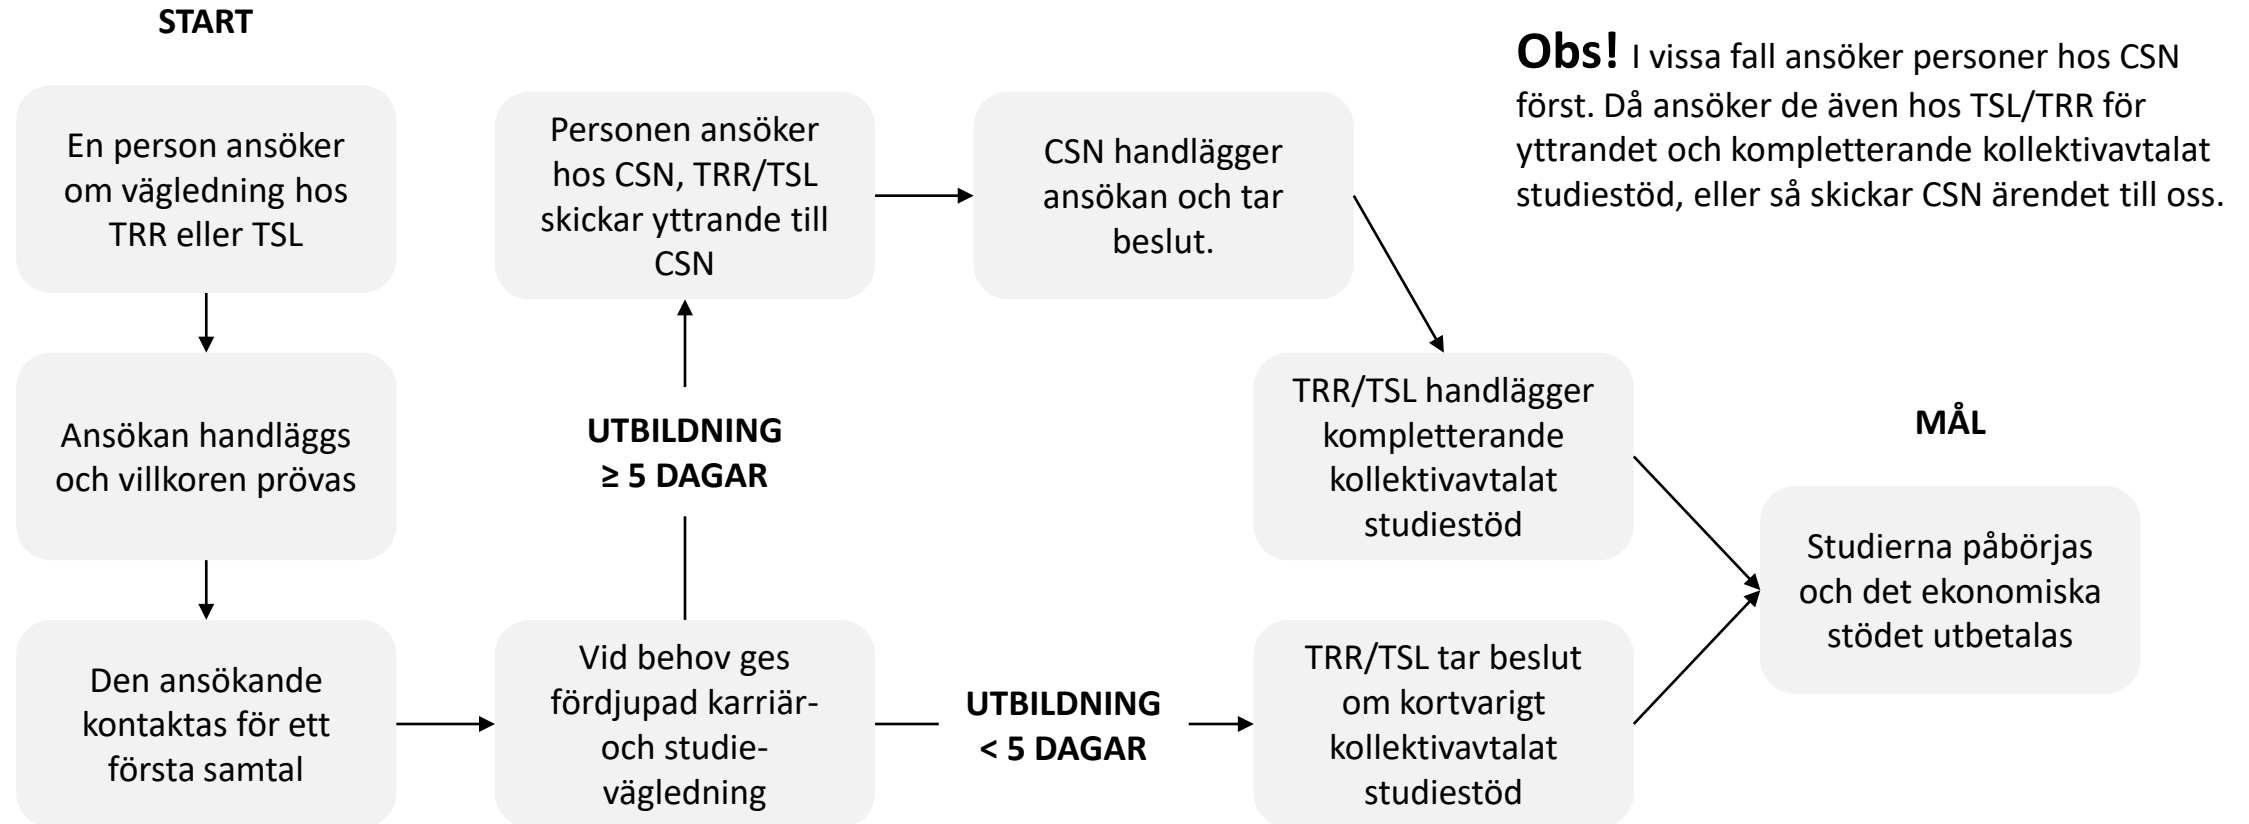 START
En person ansöker
om vägledning hos
TRR eller TSL
Ansökan handläggs
och villkoren prövas
Den ansökande
kontaktas för ett
första samtal
Vid behov ges
fördjupad karriär-
och studie-
vägledning
UTBILDNING
≥ 5 DAGAR
Personen ansöker
hos CSN, TRR/TSL
skickar yttrande till
CSN
CSN handlägger
ansökan och tar
beslut.
TRR/TSL handlägger
kompletterande
kollektivavtalat
studiestöd
UTBILDNING
< 5 DAGAR
TRR/TSL tar beslut
om kortvarigt
kollektivavtalat
studiestöd
MÅL
Studierna påbörjas
och det ekonomiska
stödet utbetalas
Obs! I vissa fall ansöker personer hos CSN
först. Då ansöker de även hos TSL/TRR för
yttrandet och kompletterande kollektivavtalat
studiestöd, eller så skickar CSN ärendet till oss.